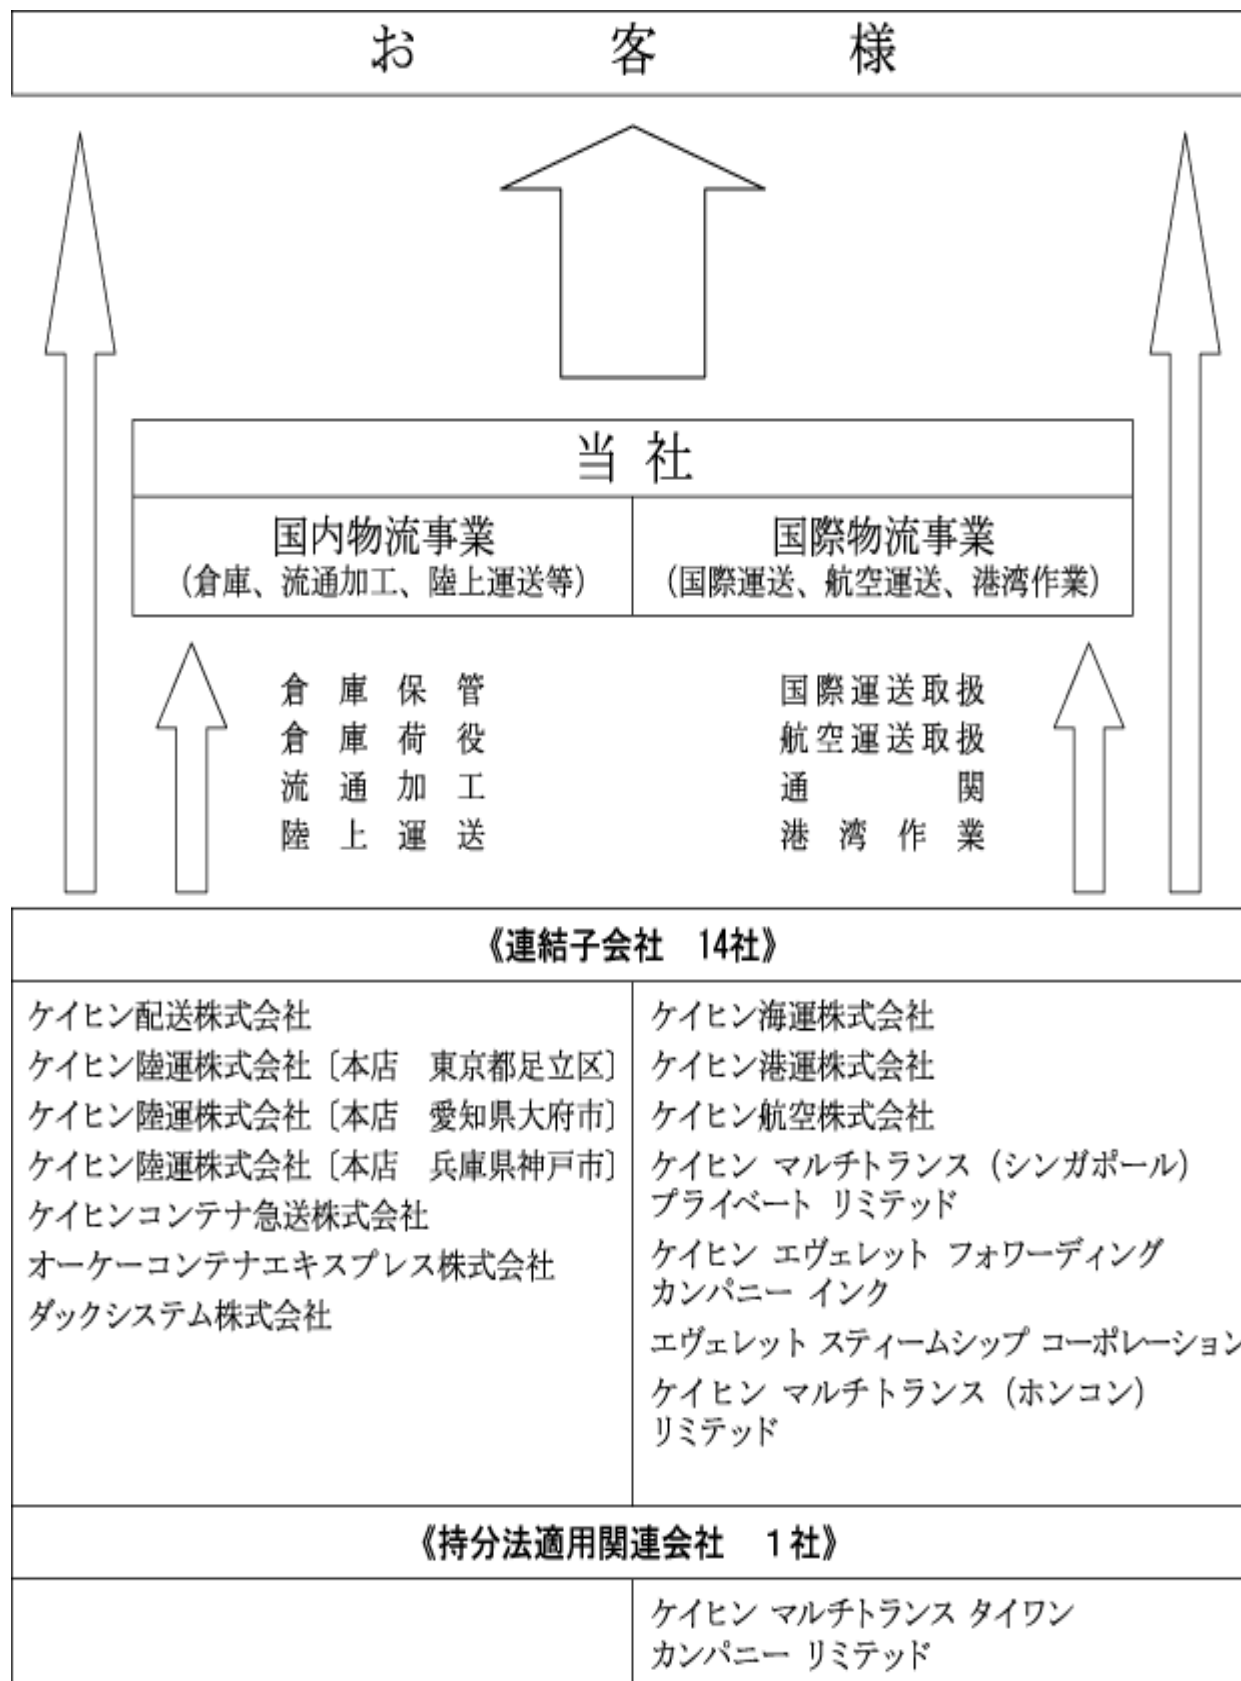 お客様
当社
国内物流事業
(倉庫、流通加工、陸上運送等)
国際物流事業
(国際運送、航空運送、港湾作業)
倉庫保管
倉庫荷役
流通加工
陸上運送
国際運送取扱
航空運送取扱
通関
港湾作業
《連結子会社　14社》
ケイヒン配送株式会社
ケイヒン陸運株式会社〔本店　東京都足立区〕
ケイヒン陸運株式会社〔本店　愛知県大府市〕
ケイヒン陸運株式会社〔本店　兵庫県神戸市〕
ケイヒンコンテナ急送株式会社
オーケーコンテナエキスプレス株式会社
ダックシステム株式会社
ケイヒン海運株式会社
ケイヒン港運株式会社
ケイヒン航空株式会社
ケイヒン マルチトランス（シンガポール）
プライベート リミテッド
ケイヒン エヴェレット フォワーディング
カンパニー インク
エヴェレット スティームシップ コーポレーション
ケイヒン マルチトランス（ホンコン）
リミテッド
《持分法適用関連会社　１社》
ケイヒン マルチトランス タイワン
カンパニー リミテッド